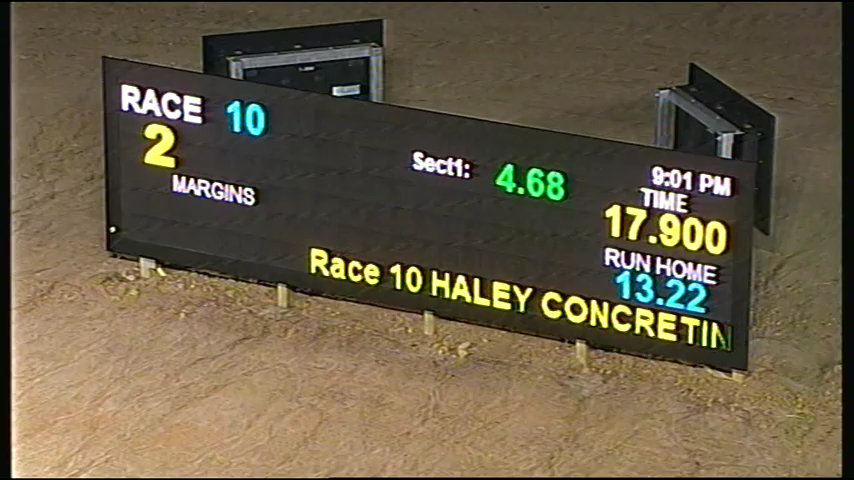 RACE 10
2
MARGINS
Sect1: 4.68
9:01 PM
TIME
17.900
RUN HOME
13.22
Race 10 HALEY CONCRETIN